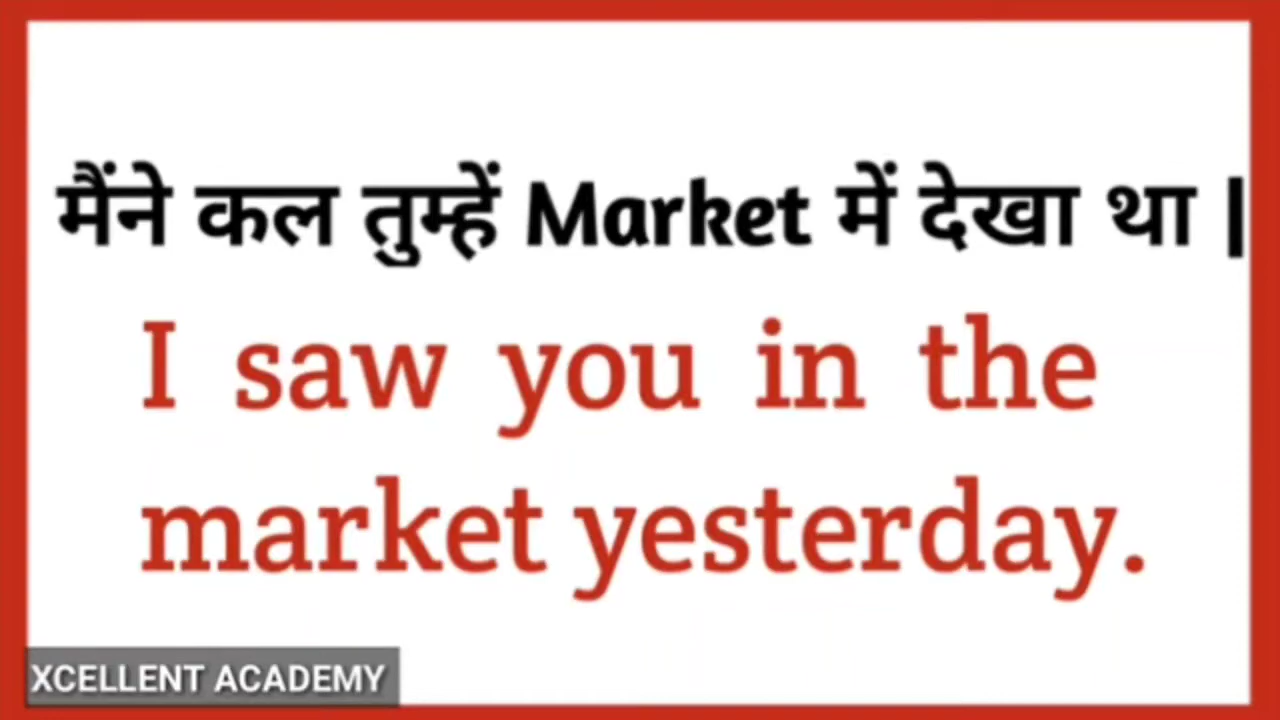 मैंने कल तुम्हें Market में देखा था |
I saw you in the
market yesterday.
XCELLENT ACADEMY